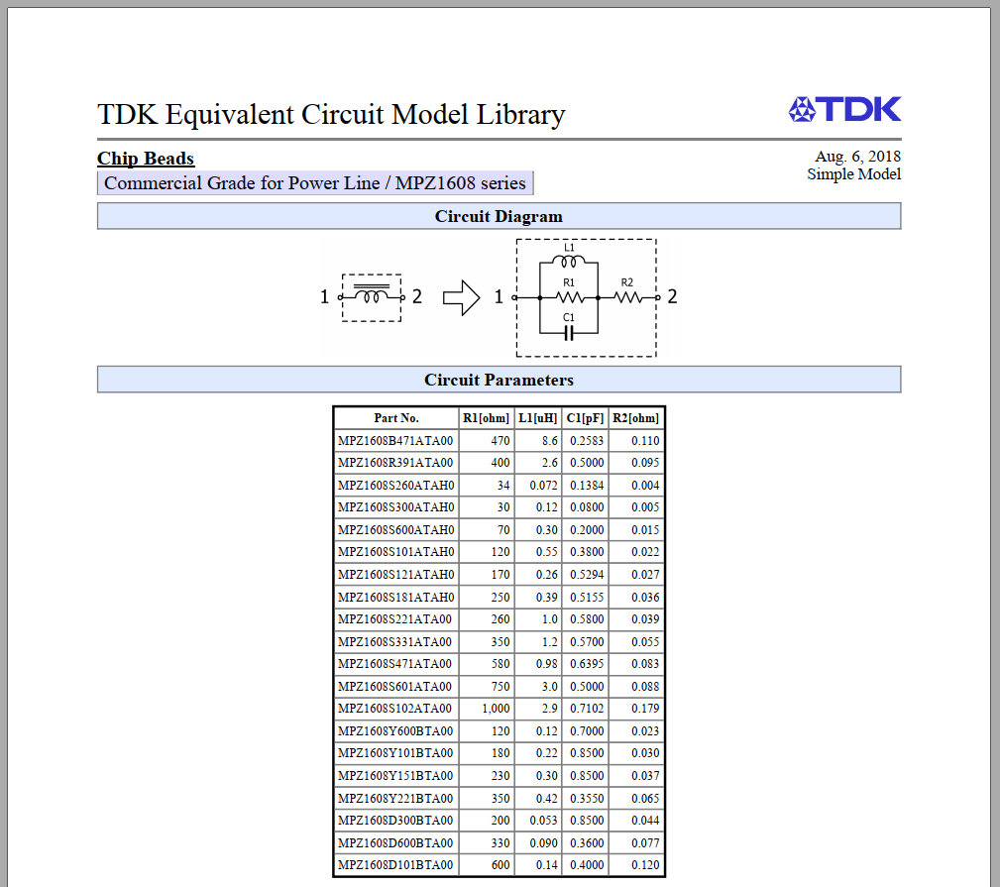 TDK Equivalent Circuit Model Library
TDK
Chip Beads
Aug. 6, 2018
Commercial Grade for Power Line / MPZ1608 series
Simple Model
Circuit Diagram
L1
R1 R2
1 2 1 2
C1
Circuit Parameters
Part No. R1[ohm] L1[uH] C1[pF] R2[ohm]
MPZ1608B471ATA00 470 8.6 0.2583 0.110
MPZ1608R391ATA00 400 2.6 0.5000 0.095
MPZ1608S260ATAH0 34 0.072 0.1384 0.004
MPZ1608S300ATAH0 30 0.12 0.0800 0.005
MPZ1608S600ATAH0 70 0.30 0.2000 0.015
MPZ1608S101ATAH0 120 0.55 0.3800 0.022
MPZ1608S121ATAH0 170 0.26 0.5294 0.027
MPZ1608S181ATAH0 250 0.39 0.5155 0.036
MPZ1608S221ATA00 260 1.0 0.5800 0.039
MPZ1608S331ATA00 350 1.2 0.5700 0.055
MPZ1608S471ATA00 580 0.98 0.6395 0.083
MPZ1608S601ATA00 750 3.0 0.5000 0.088
MPZ1608S102ATA00 1,000 2.9 0.7102 0.179
MPZ1608Y600BTA00 120 0.12 0.7000 0.023
MPZ1608Y101BTA00 180 0.22 0.8500 0.030
MPZ1608Y151BTA00 230 0.30 0.8500 0.037
MPZ1608Y221BTA00 350 0.42 0.3550 0.065
MPZ1608D300BTA00 200 0.053 0.8500 0.044
MPZ1608D600BTA00 330 0.090 0.3600 0.077
MPZ1608D101BTA00 600 0.14 0.4000 0.120